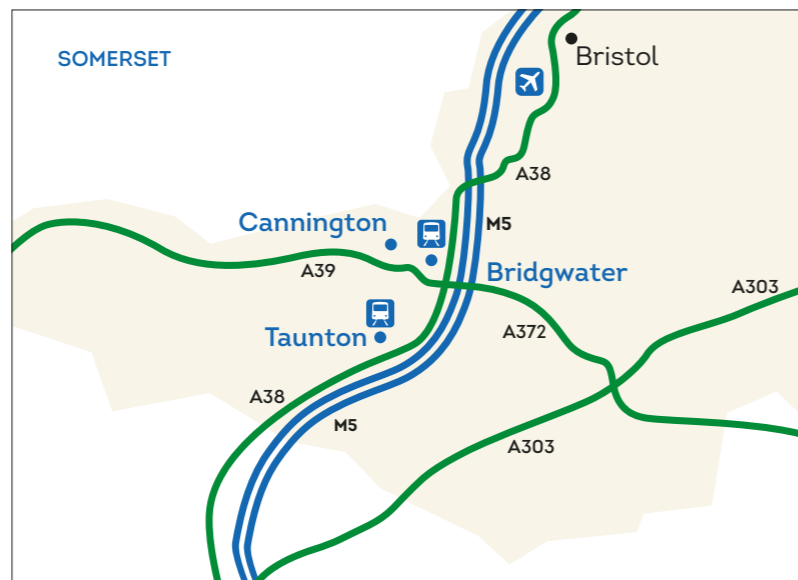 SOMERSET
Bristol
A38
Cannington
M5
A39
Bridgwater
A303
Taunton
A372
A38
M5
A303